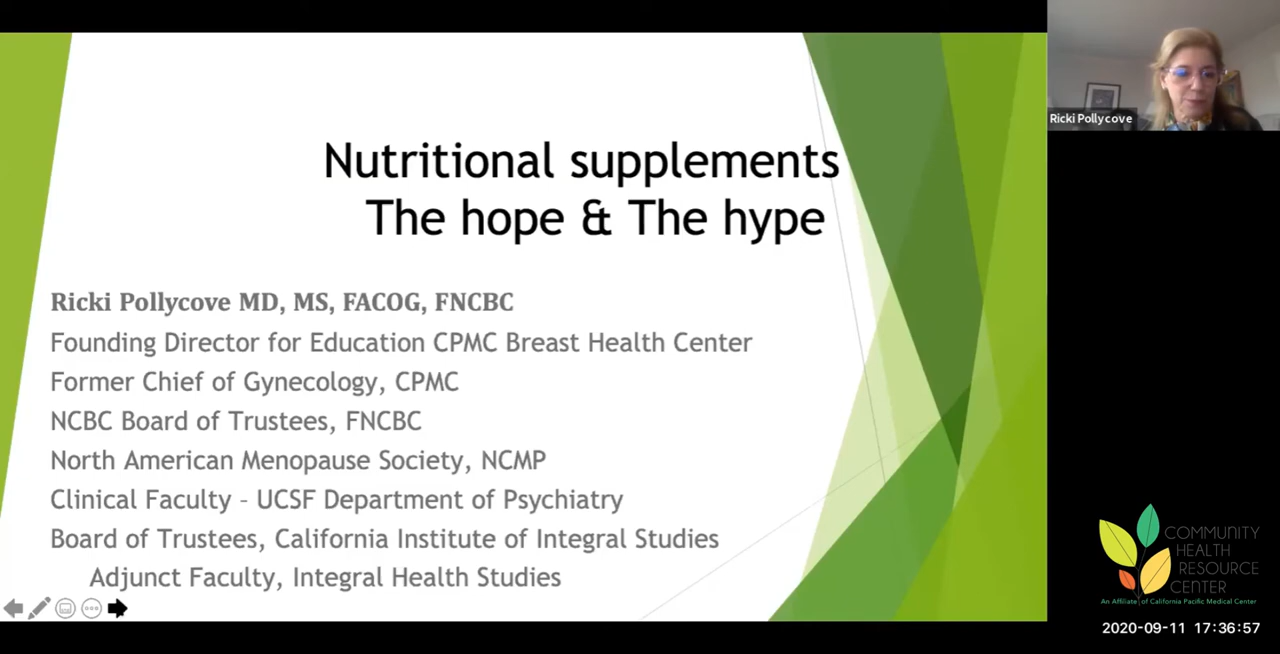 Nutritional supplements
The hope & The hype
Ricki Pollycove MD, MS, FACOG, FNCBC
Founding Director for Education CPMC Breast Health Center
Former Chief of Gynecology, CPMC
NCBC Board of Trustees, FNCBC
North American Menopause Society, NCMP
Clinical Faculty – UCSF Department of Psychiatry
Board of Trustees, California Institute of Integral Studies
Adjunct Faculty, Integral Health Studies
Ricki Pollycove
COMMUNITY
HEALTH
RESOURCE
CENTER
An Affiliate of California Pacific Medical Center
2020-09-11 17:36:57